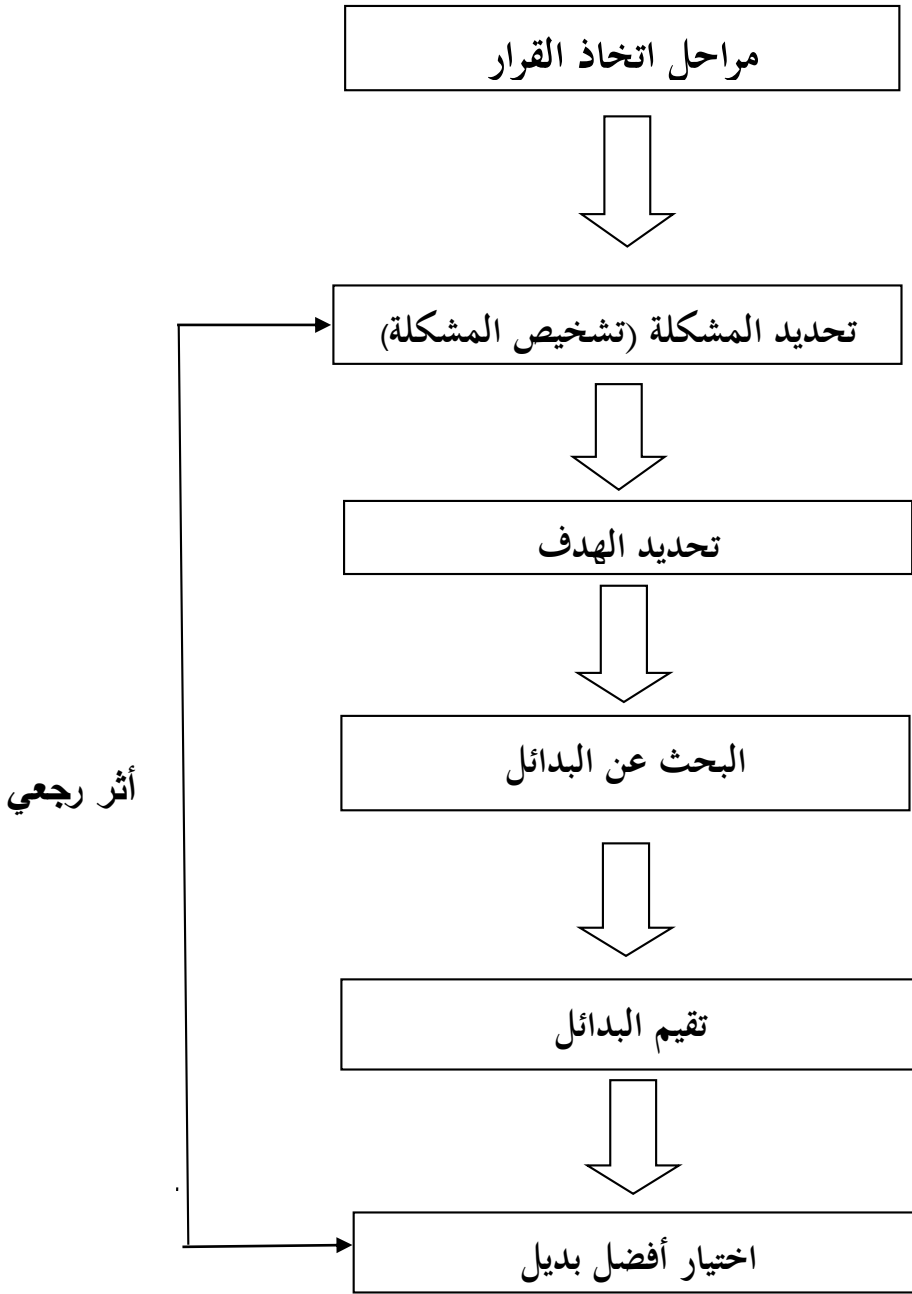 مراحل اتخاذ القرار
تحديد المشكلة (تشخيص المشكلة)
تحديد الهدف
البحث عن البدائل
أثر رجعي
تقيم البدائل
اختيار أفضل بديل